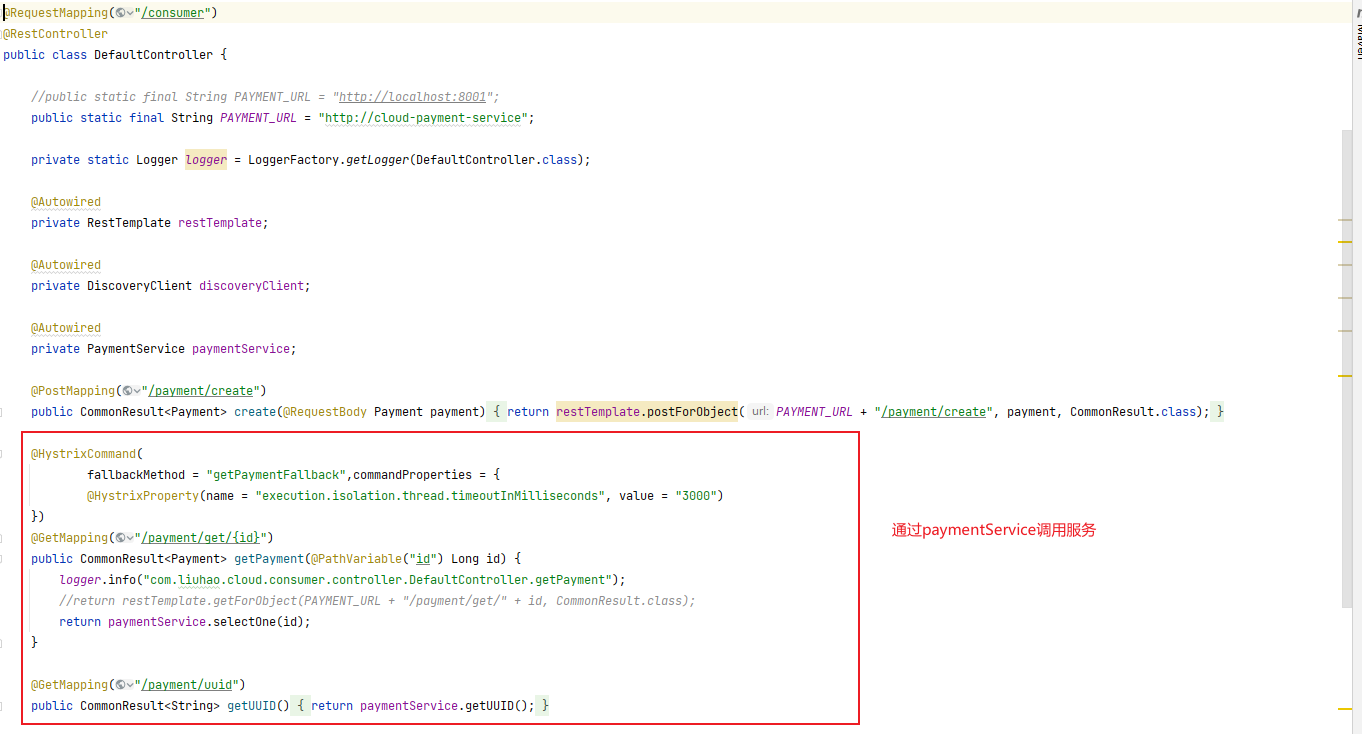 @RequestMapping("/consumer")
@RestController
public class DefaultController {
//public static final String PAYMENT_URL = "http://localhost:8001";
public static final String PAYMENT_URL = "http://cloud-payment-service";
private static Logger logger = LoggerFactory.getLogger(DefaultController.class);
@Autowired
private RestTemplate restTemplate;
@Autowired
private DiscoveryClient discoveryClient;
@Autowired
private PaymentService paymentService;
@PostMapping("/payment/create")
public CommonResult<Payment> create(@RequestBody Payment payment) { return restTemplate.postForObject( url: PAYMENT_URL + "/payment/create", payment, CommonResult.class); }
@HystrixCommand(
fallbackMethod = "getPaymentFallback",commandProperties = {
@HystrixProperty(name = "execution.isolation.thread.timeoutInMilliseconds", value = "3000")
})
@GetMapping("/payment/get/{id}")
public CommonResult<Payment> getPayment(@PathVariable("id") Long id) {
logger.info("com.liuhao.cloud.consumer.controller.DefaultController.getPayment");
//return restTemplate.getForObject(PAYMENT_URL + "/payment/get/" + id, CommonResult.class);
return paymentService.selectOne(id);
}
@GetMapping("/payment/uuid")
public CommonResult<String> getUUID() { return paymentService.getUUID(); }
通过paymentService调用服务